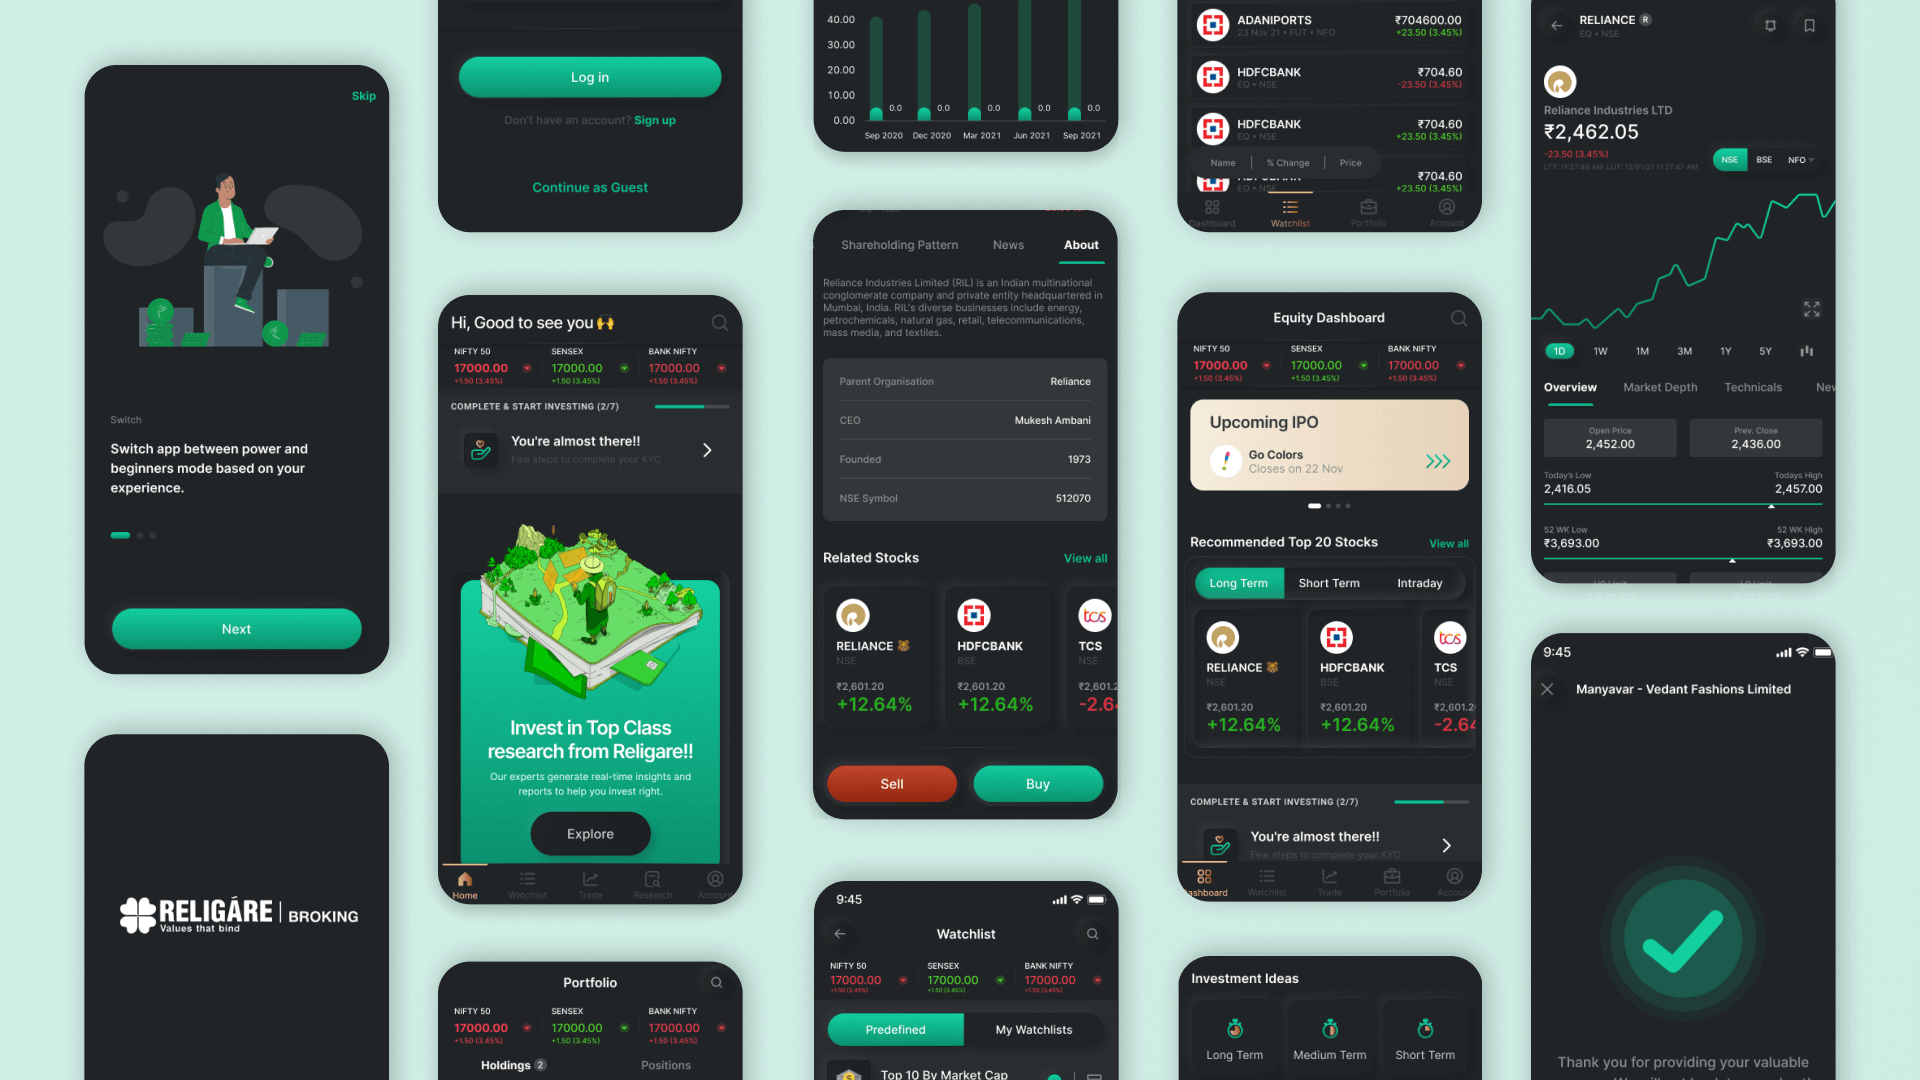 Skip
Switch
Switch app between power and
beginners mode based on your
experience.
Next
RELIGÁRE | BROKING
Values that bind
Log in
Don't have an account? Sign up
Continue as Guest
Hi, Good to see you 🙌
NIFTY 50 SENSEX BANK NIFTY
17000.00 17000.00 17000.00
+1.50 (3.45%) +1.50 (3.45%) +1.50 (3.45%)
COMPLETE & START INVESTING (2/7)
You're almost there!!
Few steps to complete your KYC
Invest in Top Class
research from Religare!!
Our experts generate real-time insights and
reports to help you invest right.
Explore
Home Watchlist Trade Research Account
Portfolio
NIFTY 50 SENSEX BANK NIFTY
17000.00 17000.00 17000.00
+1.50 (3.45%) +1.50 (3.45%) +1.50 (3.45%)
Holdings 2 Positions
40.00
30.00
20.00
10.00
0.00
0.0 0.0 0.0 0.0 0.0
Sep 2020 Dec 2020 Mar 2021 Jun 2021 Sep 2021
Shareholding Pattern News About
Reliance Industries Limited (RIL) is an Indian multinational
conglomerate company and private entity headquartered in
Mumbai, India. RIL's diverse businesses include energy,
petrochemicals, natural gas, retail, telecommunications,
mass media, and textiles.
Parent Organisation Reliance
CEO Mukesh Ambani
Founded 1973
NSE Symbol 512070
Related Stocks View all
RELIANCE 🐻 HDFCBANK TCS
NSE BSE NSE
₹2,601.20 ₹2,601.20 ₹2,601.2
+12.64% +12.64% -2.64
Sell Buy
9:45
Watchlist
NIFTY 50 SENSEX BANK NIFTY
17000.00 17000.00 17000.00
+1.50 (3.45%) +1.50 (3.45%) +1.50 (3.45%)
Predefined My Watchlists
Top 10 By Market Cap
ADANIPORTS ₹704600.00
23 Nov 21 • FUT • NFO +23.50 (3.45%)
HDFCBANK ₹704.60
EQ • NSE -23.50 (3.45%)
HDFCBANK ₹704.60
EQ • NSE +23.50 (3.45%)
Name | % Change | Price
HDFCBANK ₹704.60
EQ • NSE +23.50 (3.45%)
Dashboard Watchlist Portfolio Account
Equity Dashboard
NIFTY 50 SENSEX BANK NIFTY
17000.00 17000.00 17000.00
+1.50 (3.45%) +1.50 (3.45%) +1.50 (3.45%)
Upcoming IPO
Go Colors
Closes on 22 Nov
Recommended Top 20 Stocks View all
Long Term Short Term Intraday
tcs
RELIANCE 🐻 HDFCBANK TCS
NSE BSE NSE
₹2,601.20 ₹2,601.20 ₹2,601.2
+12.64% +12.64% -2.64
COMPLETE & START INVESTING (2/7)
You're almost there!!
Few steps to complete your KYC
ashboard Watchlist Trade Portfolio Account
Investment Ideas
Long Term Medium Term Short Term
RELIANCE R
EQ • NSE
Reliance Industries LTD
₹2,462.05
-23.50 (3.45%)
LTT: 11:27:46 AM LUT: 12/01/21 11:27:47 AM
NSE BSE NFO
1D 1W 1M 3M 1Y 5Y
Overview Market Depth Technicals New
Open Price Prev. Close
2,452.00 2,436.00
Today's Low Todays High
2,416.05 2,457.00
52 WK Low 52 WK High
₹3,693.00 ₹3,693.00
9:45
Manyavar - Vedant Fashions Limited
Thank you for providing your valuable